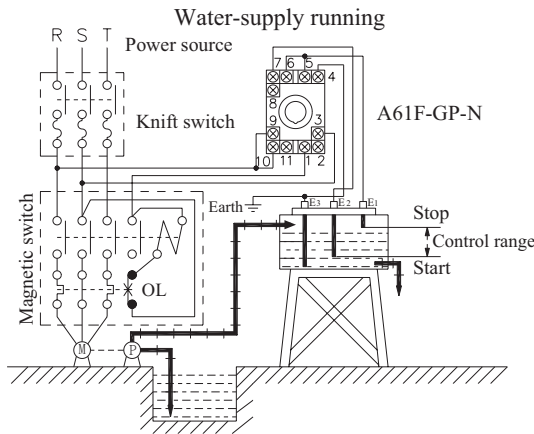 Water-supply running
R S T
Power source
7 6 5 4
8
A61F-GP-N
Knift switch
9 3
10 11 1 2
Earth
E3 E2 E1
Stop
Control range
Start
Magnetic switch
OL
M P